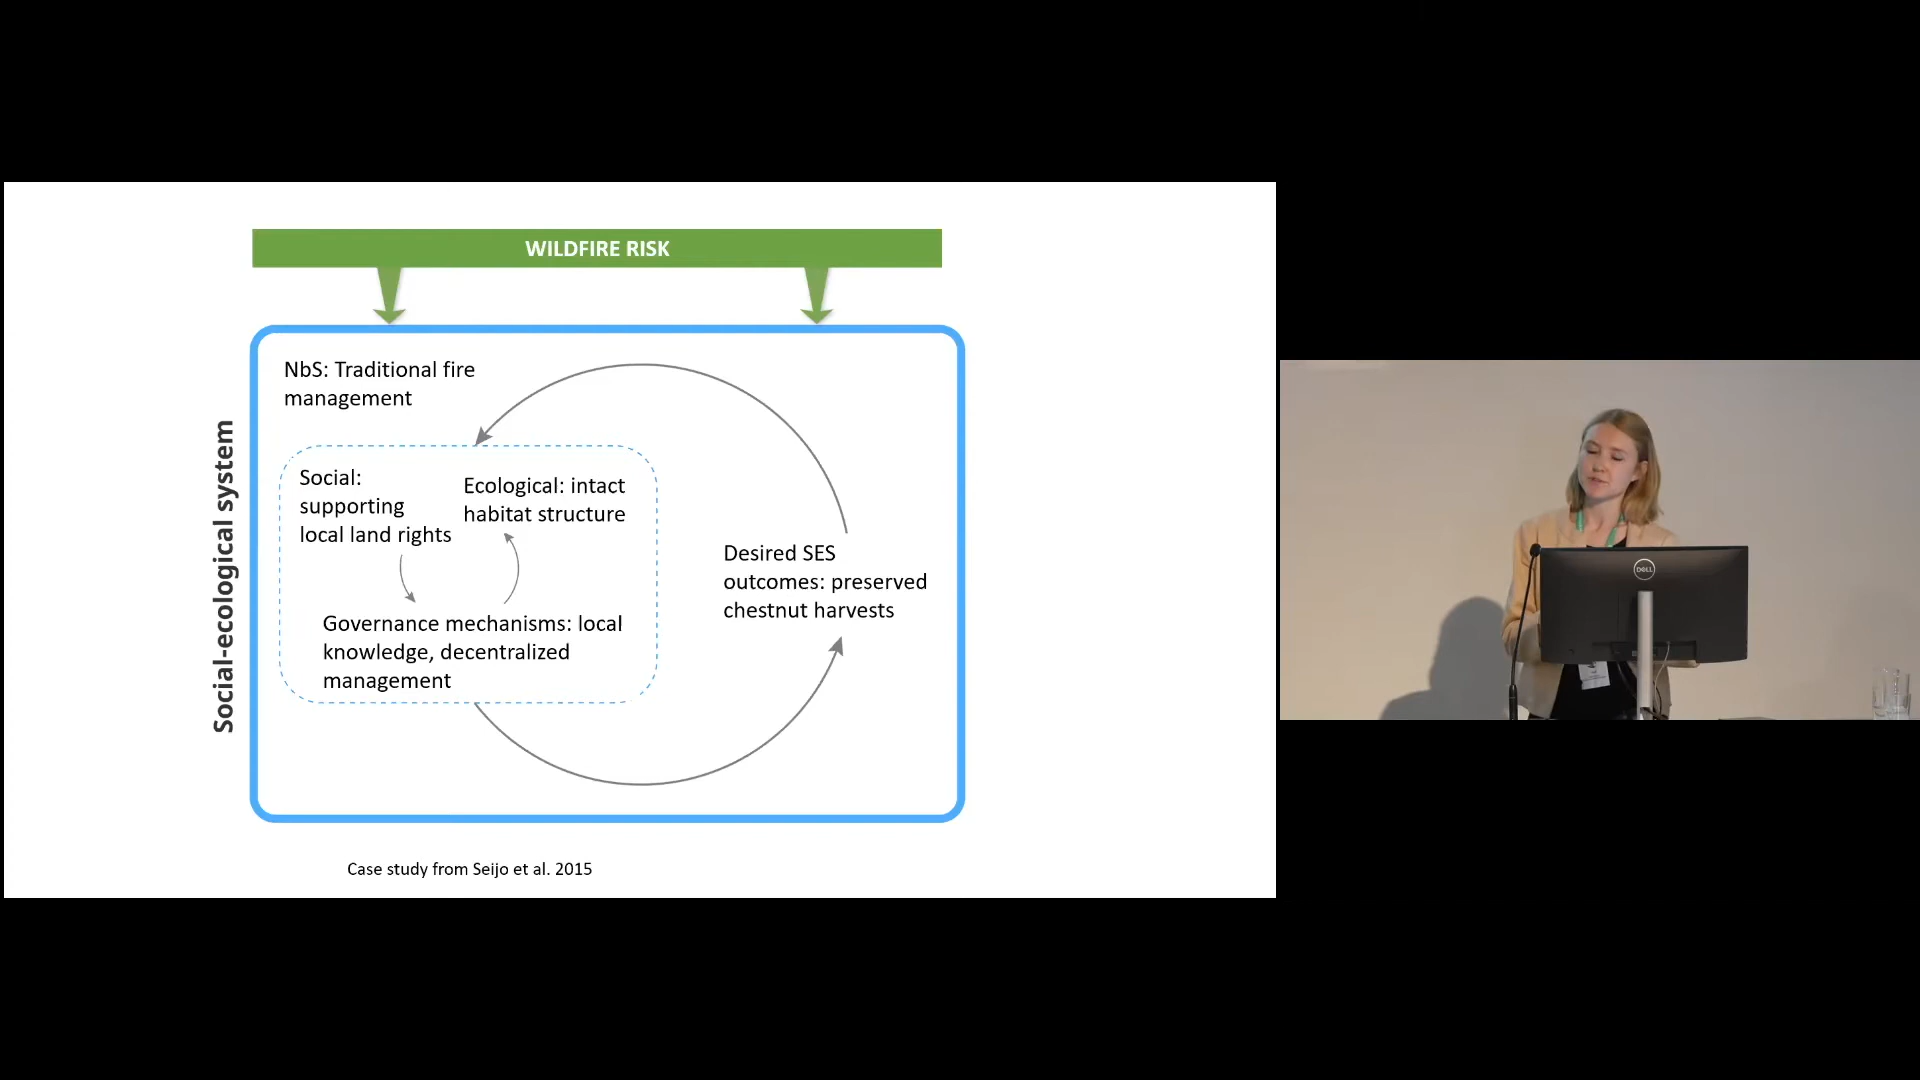 WILDFIRE RISK
Social-ecological system
NbS: Traditional fire
management
Social:
supporting
local land rights
Ecological: intact
habitat structure
Governance mechanisms: local
knowledge, decentralized
management
Desired SES
outcomes: preserved
chestnut harvests
Case study from Seijo et al. 2015
DELL